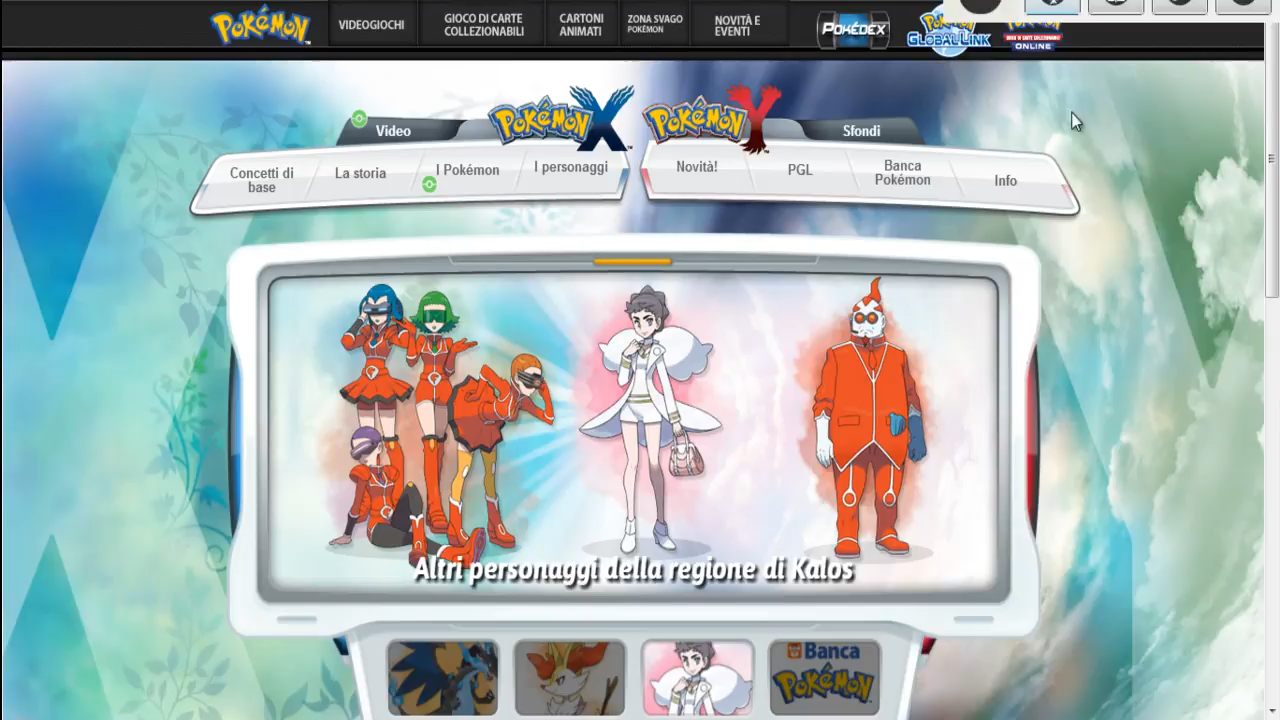 Pokémon
VIDEOGIOCHI
GIOCO DI CARTE
COLLEZIONABILI
CARTONI
ANIMATI
ZONA SVAGO
POKÉMON
NOVITÀ E
EVENTI
POKÉDEX
Pokémon
GLOBAL LINK
ONLINE
Video
Pokémon X
Pokémon Y
Sfondi
Concetti di
base
La storia
I Pokémon
I personaggi
Novità!
PGL
Banca
Pokémon
Info
Altri personaggi della regione di Kalos
Banca
Pokémon